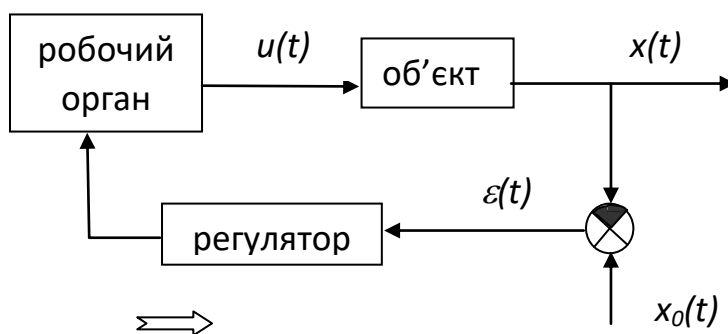 робочий
орган
u(t)
об’єкт
x(t)
ε(t)
регулятор
x₀(t)